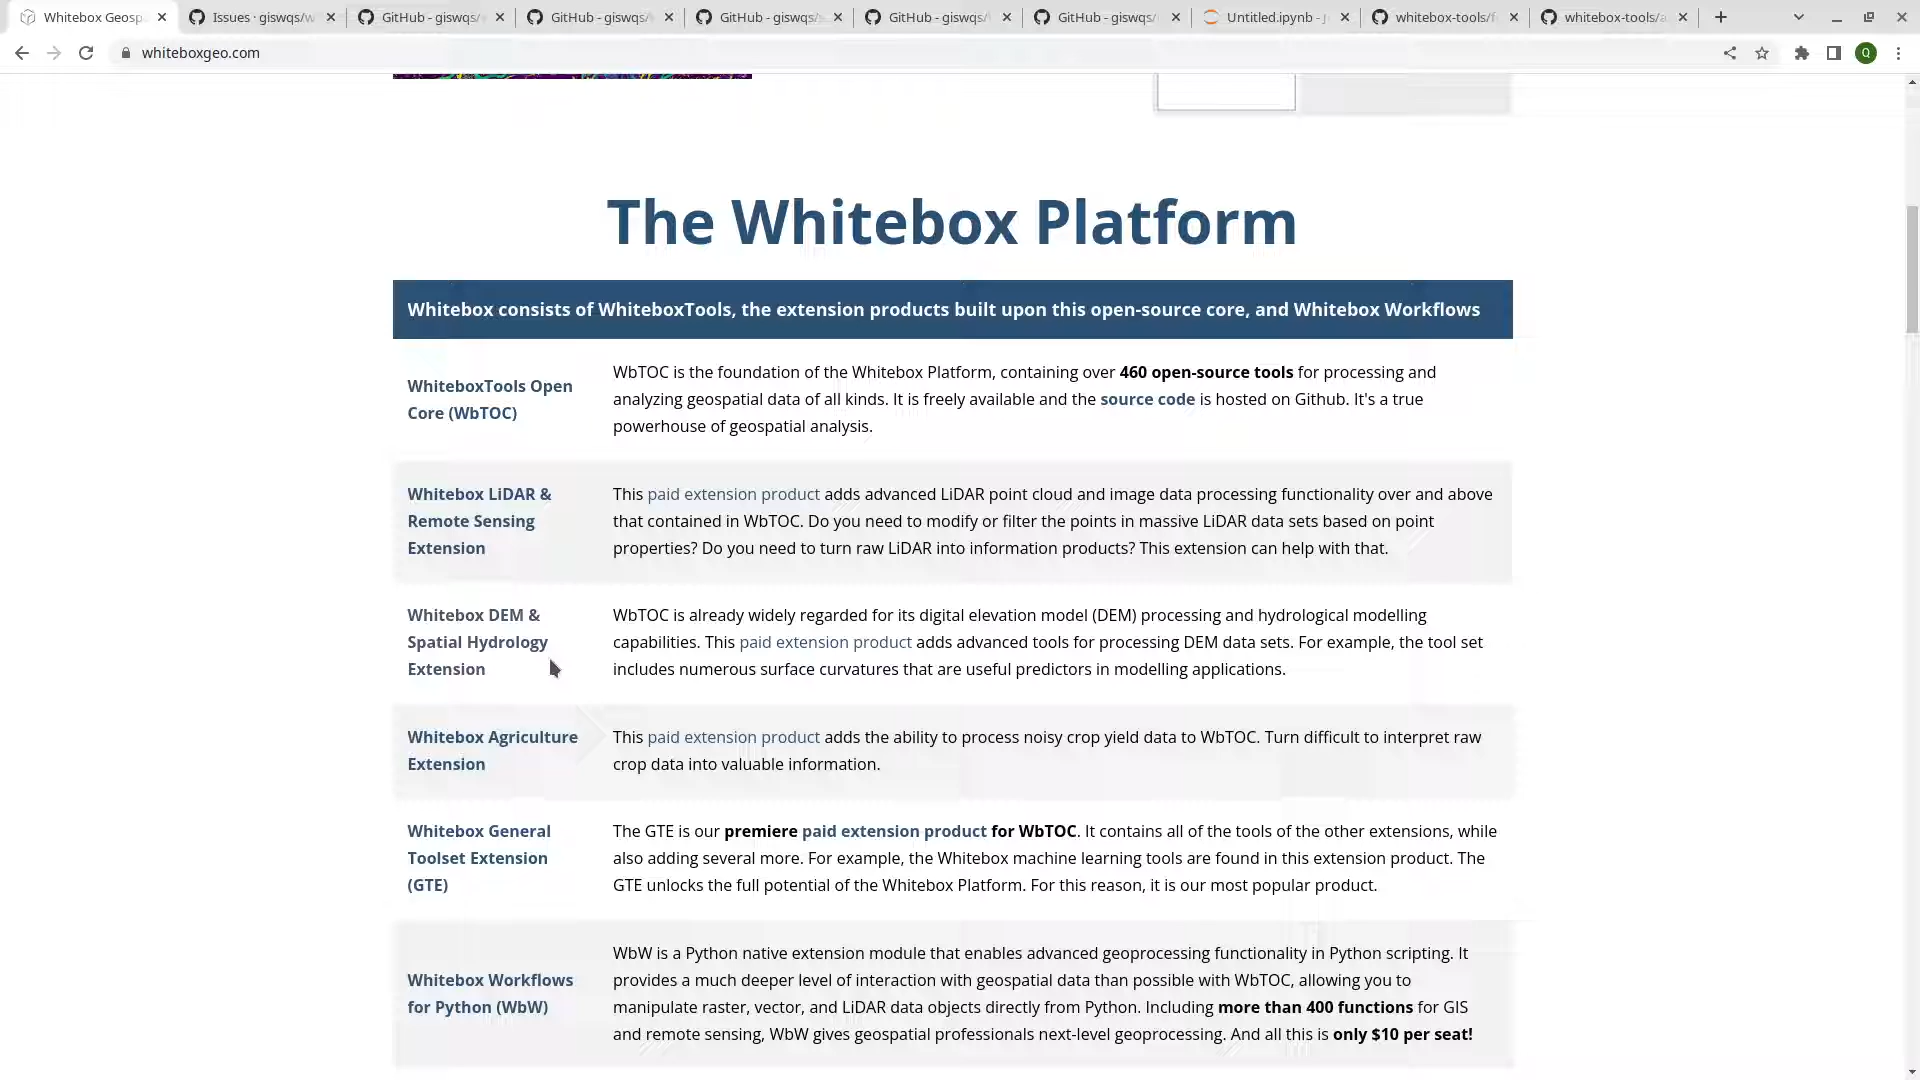 Whitebox Geosp
Issues · giswqs/w
GitHub - giswqs/
GitHub - giswqs/
GitHub - giswqs/
GitHub - giswqs/
GitHub - giswqs/
Untitled.ipynb - J
whitebox-tools/
whitebox-tools/
whiteboxgeo.com
Q
The Whitebox Platform
Whitebox consists of WhiteboxTools, the extension products built upon this open-source core, and Whitebox Workflows
WhiteboxTools Open
Core (WbTOC)
WbTOC is the foundation of the Whitebox Platform, containing over 460 open-source tools for processing and
analyzing geospatial data of all kinds. It is freely available and the source code is hosted on Github. It's a true
powerhouse of geospatial analysis.
Whitebox LiDAR &
Remote Sensing
Extension
This paid extension product adds advanced LiDAR point cloud and image data processing functionality over and above
that contained in WbTOC. Do you need to modify or filter the points in massive LiDAR data sets based on point
properties? Do you need to turn raw LiDAR into information products? This extension can help with that.
Whitebox DEM &
Spatial Hydrology
Extension
WbTOC is already widely regarded for its digital elevation model (DEM) processing and hydrological modelling
capabilities. This paid extension product adds advanced tools for processing DEM data sets. For example, the tool set
includes numerous surface curvatures that are useful predictors in modelling applications.
Whitebox Agriculture
Extension
This paid extension product adds the ability to process noisy crop yield data to WbTOC. Turn difficult to interpret raw
crop data into valuable information.
Whitebox General
Toolset Extension
(GTE)
The GTE is our premiere paid extension product for WbTOC. It contains all of the tools of the other extensions, while
also adding several more. For example, the Whitebox machine learning tools are found in this extension product. The
GTE unlocks the full potential of the Whitebox Platform. For this reason, it is our most popular product.
Whitebox Workflows
for Python (WbW)
WbW is a Python native extension module that enables advanced geoprocessing functionality in Python scripting. It
provides a much deeper level of interaction with geospatial data than possible with WbTOC, allowing you to
manipulate raster, vector, and LiDAR data objects directly from Python. Including more than 400 functions for GIS
and remote sensing, WbW gives geospatial professionals next-level geoprocessing. And all this is only $10 per seat!